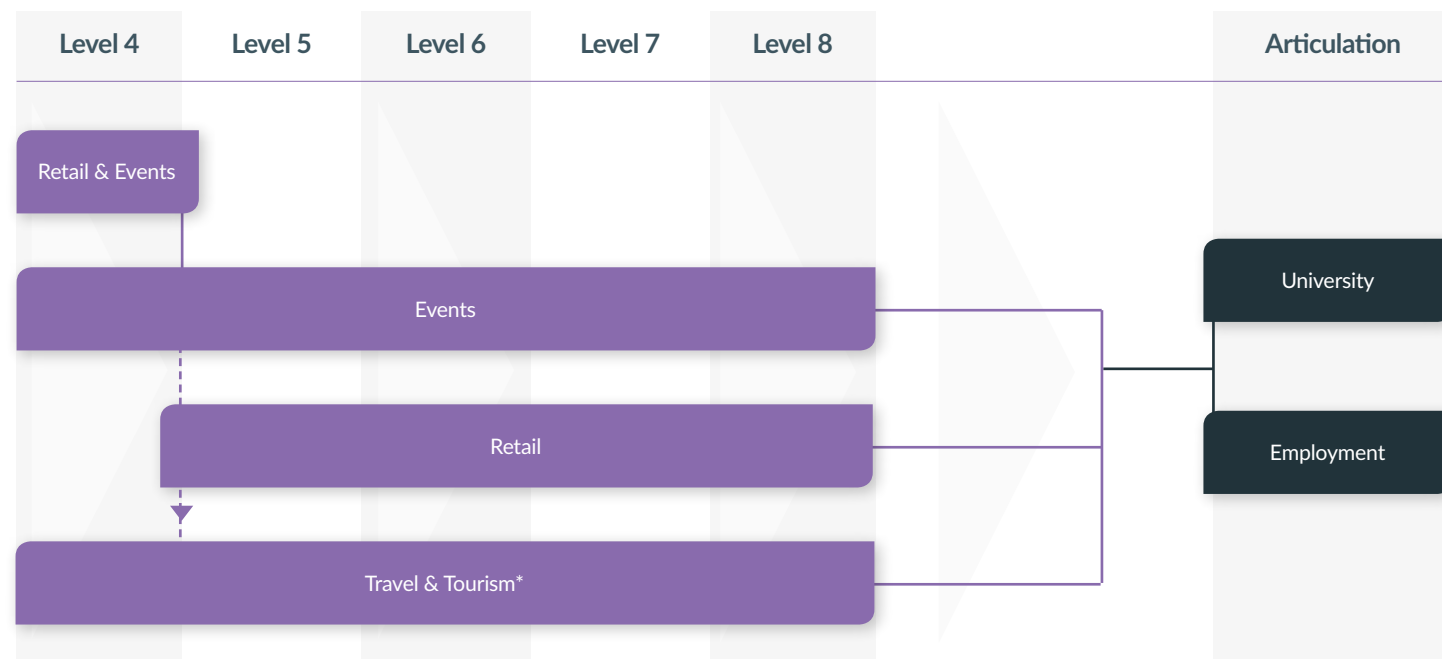 Level 4
Level 5
Level 6
Level 7
Level 8
Articulation
Retail & Events
Events
University
Retail
Employment
Travel & Tourism*